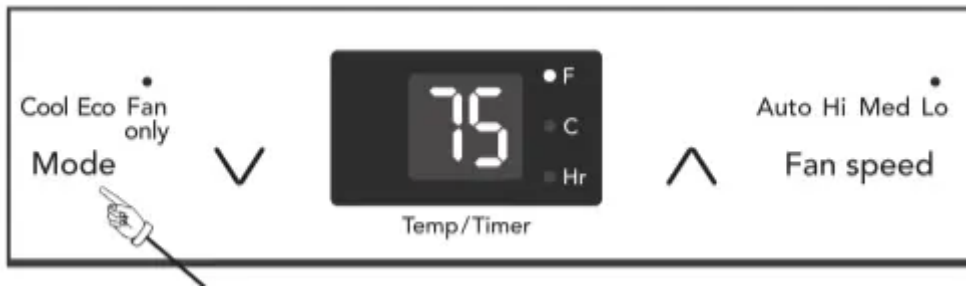 Cool Eco Fan
only
Mode
75
F
C
Hr
Temp/Timer
Auto Hi Med Lo
Fan speed